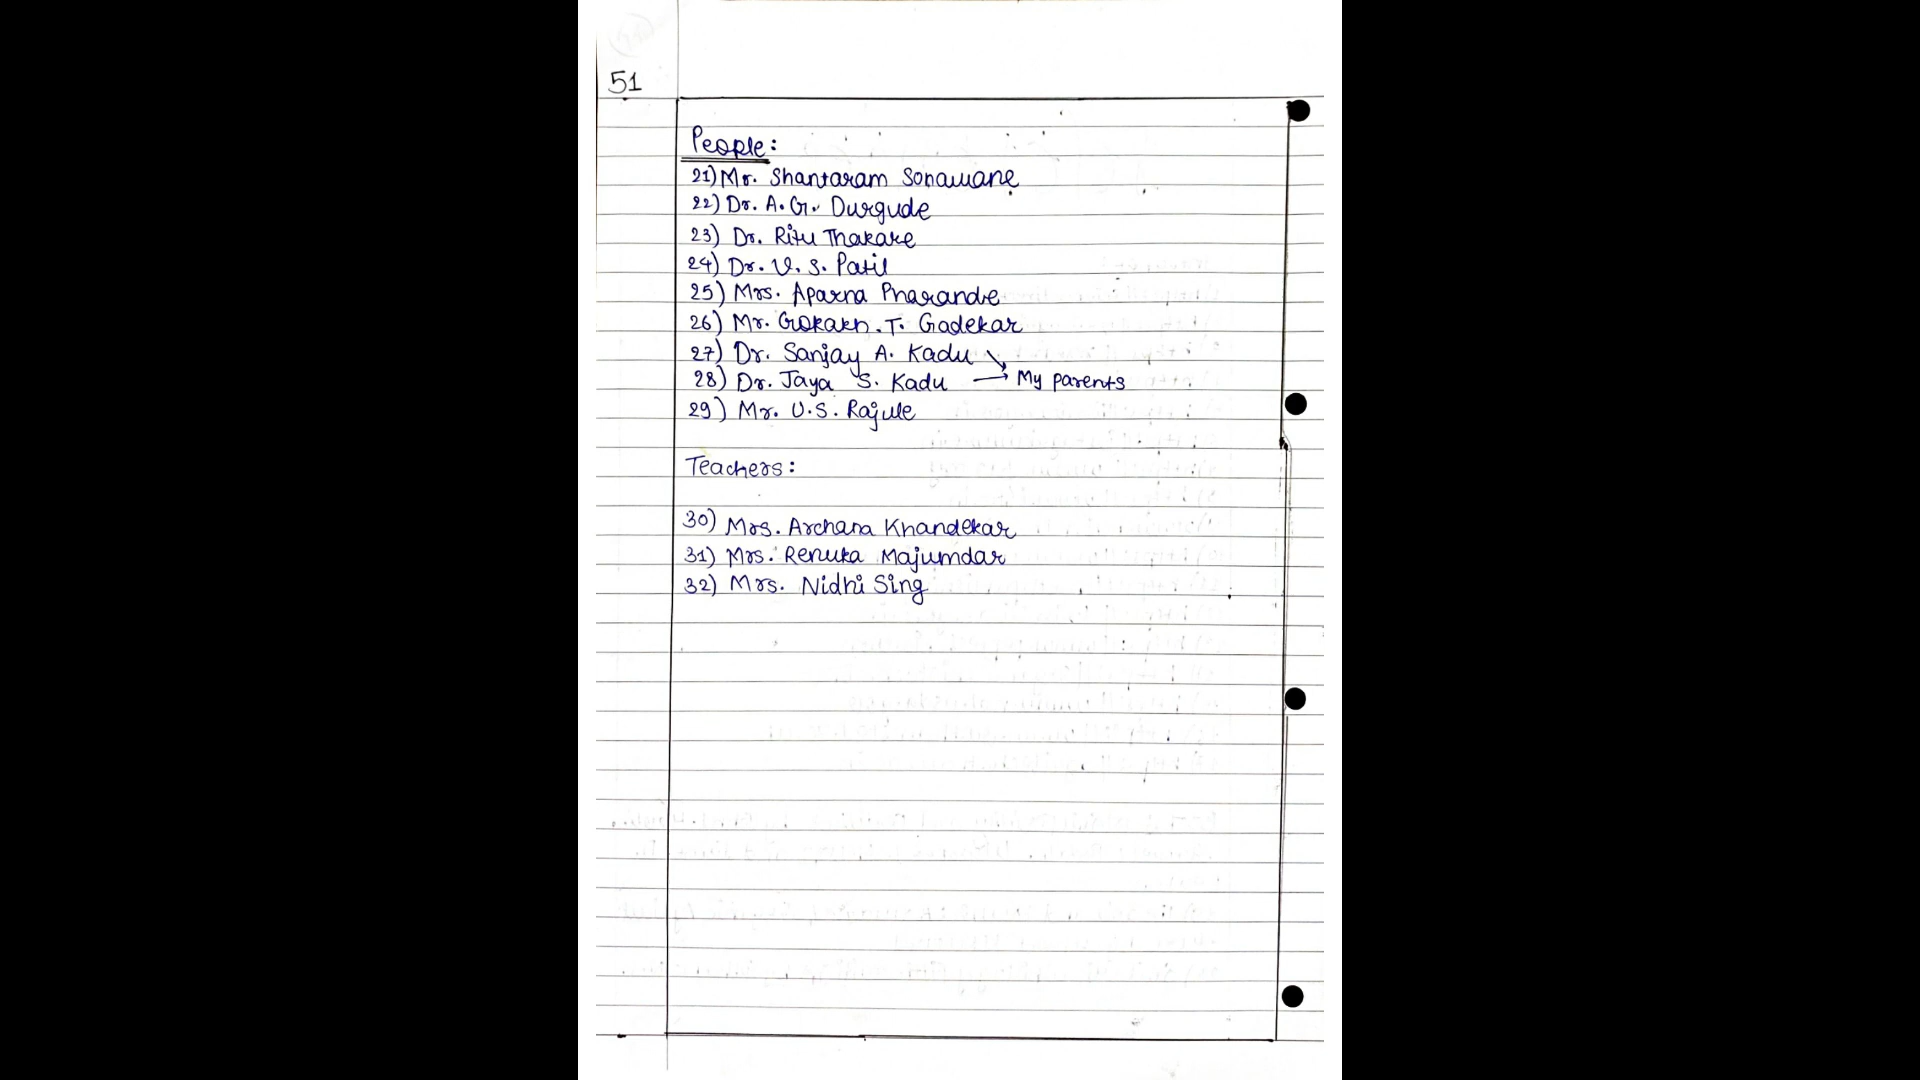 51
People:
21) Mr. Shantaram Sonawane
22) Dr. A. G. Durgude
23) Dr. Ritu Thakare
24) Dr. V. S. Patil
25) Mrs. Aparna Pharande
26) Mr. Gorakh. T. Gadekar
27) Dr. Sanjay A. Kadu
28) Dr. Jaya S. Kadu → My parents
29) Mr. U. S. Rajule
Teachers:
30) Mrs. Archana Khandekar
31) Mrs. Renuka Majumdar
32) Mrs. Nidhi Sing